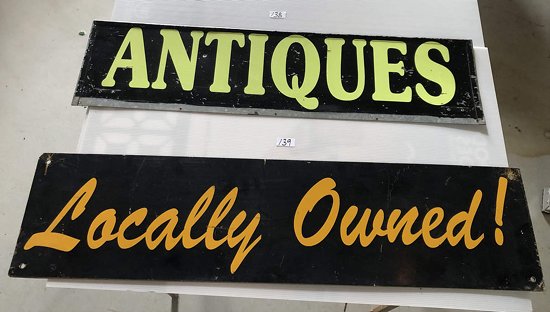 138
ANTIQUES
139
Locally Owned!